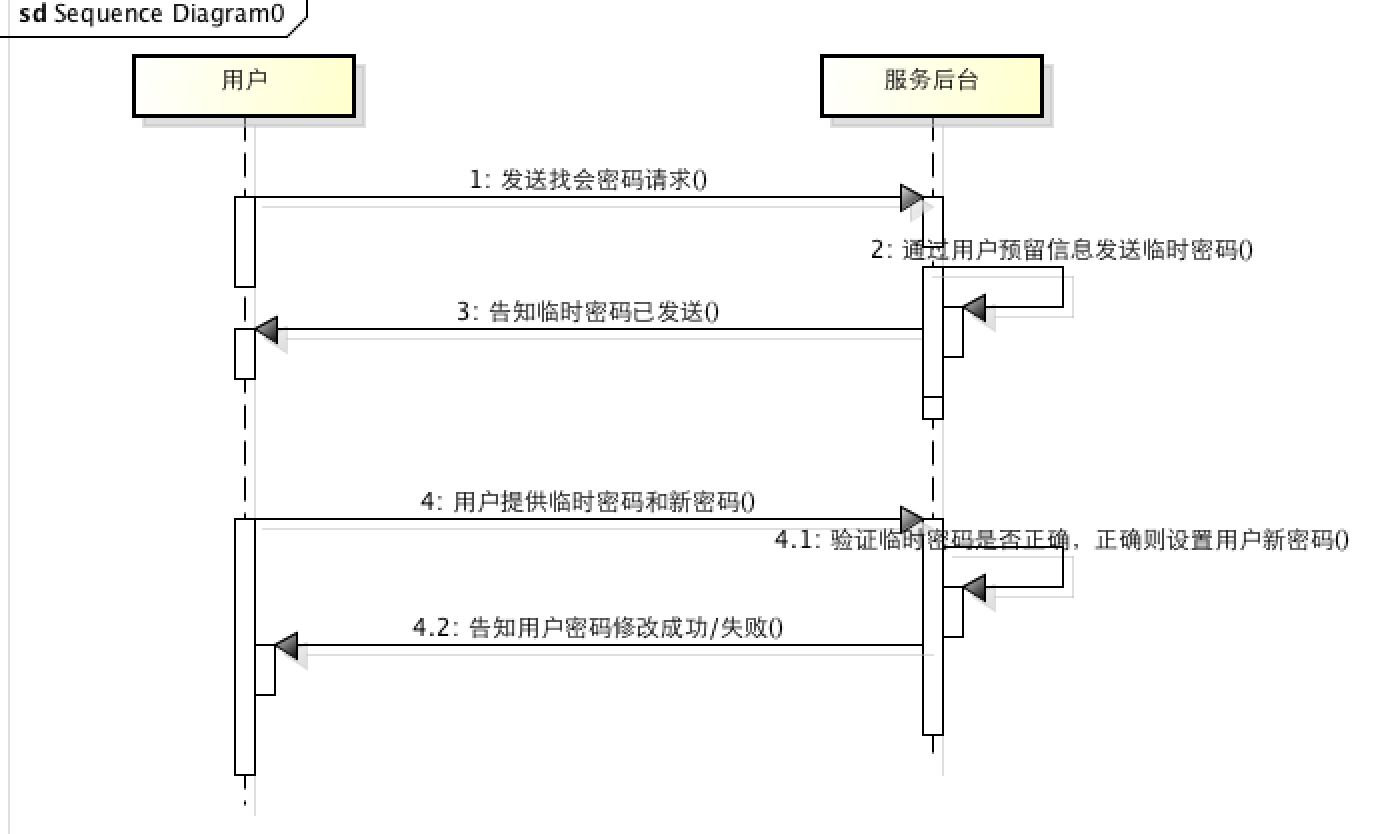 sd Sequence Diagram0
用户
服务后台
1: 发送找会密码请求()
2: 通过用户预留信息发送临时密码()
3: 告知临时密码已发送()
4: 用户提供临时密码和新密码()
4.1: 验证临时密码是否正确，正确则设置用户新密码()
4.2: 告知用户密码修改成功/失败()